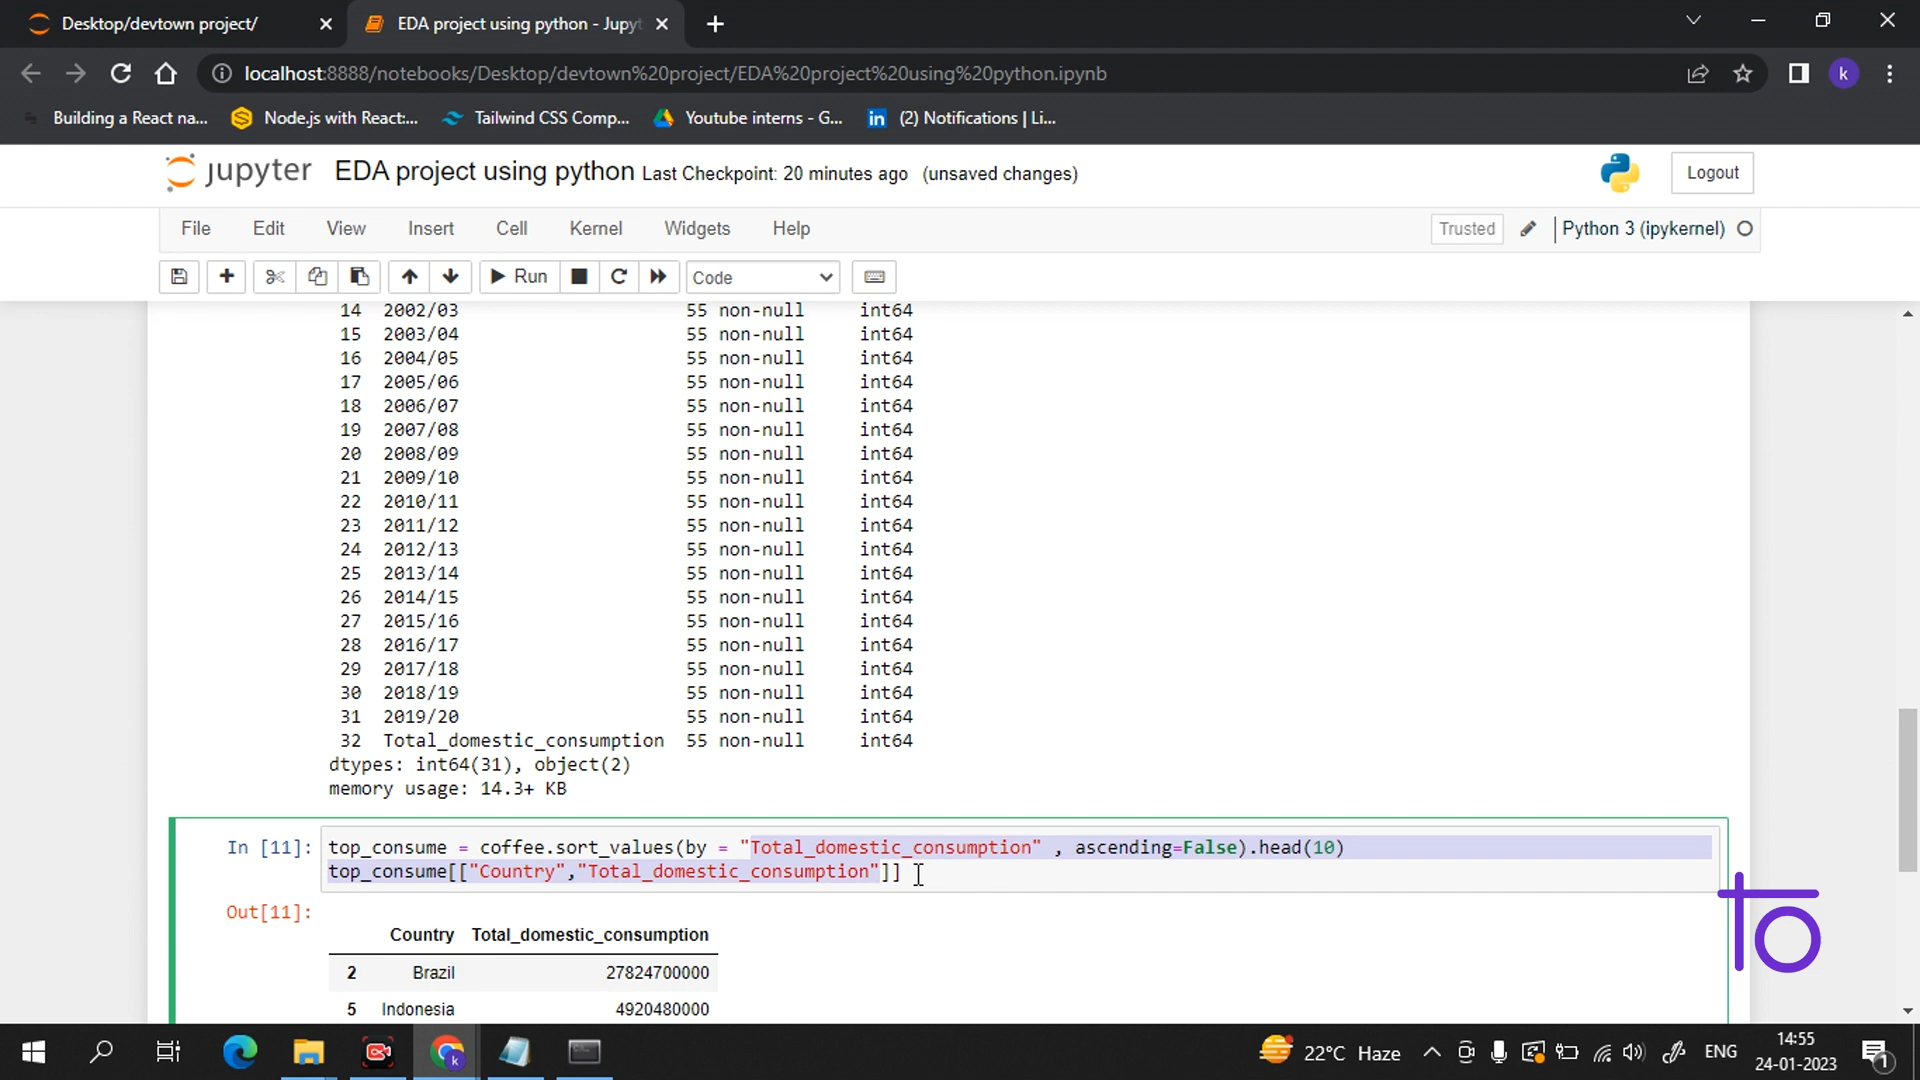 Desktop/devtown project/
EDA project using python - Jupyt
localhost:8888/notebooks/Desktop/devtown%20project/EDA%20project%20using%20python.ipynb
k
Building a React na...
Node.js with React:...
Tailwind CSS Comp...
Youtube interns - G...
in
(2) Notifications | Li...
jupyter EDA project using python Last Checkpoint: 20 minutes ago (unsaved changes)
Logout
File Edit View Insert Cell Kernel Widgets Help
Trusted
Python 3 (ipykernel)
Run
Code
14 2002/03 55 non-null int64
15 2003/04 55 non-null int64
16 2004/05 55 non-null int64
17 2005/06 55 non-null int64
18 2006/07 55 non-null int64
19 2007/08 55 non-null int64
20 2008/09 55 non-null int64
21 2009/10 55 non-null int64
22 2010/11 55 non-null int64
23 2011/12 55 non-null int64
24 2012/13 55 non-null int64
25 2013/14 55 non-null int64
26 2014/15 55 non-null int64
27 2015/16 55 non-null int64
28 2016/17 55 non-null int64
29 2017/18 55 non-null int64
30 2018/19 55 non-null int64
31 2019/20 55 non-null int64
32 Total_domestic_consumption 55 non-null int64
dtypes: int64(31), object(2)
memory usage: 14.3+ KB
In [11]: top_consume = coffee.sort_values(by = "Total_domestic_consumption" , ascending=False).head(10)
top_consume[["Country","Total_domestic_consumption"]]
Out[11]:
Country Total_domestic_consumption
2 Brazil 27824700000
5 Indonesia 4920480000
k
22°C Haze
ENG
14:55
24-01-2023
1